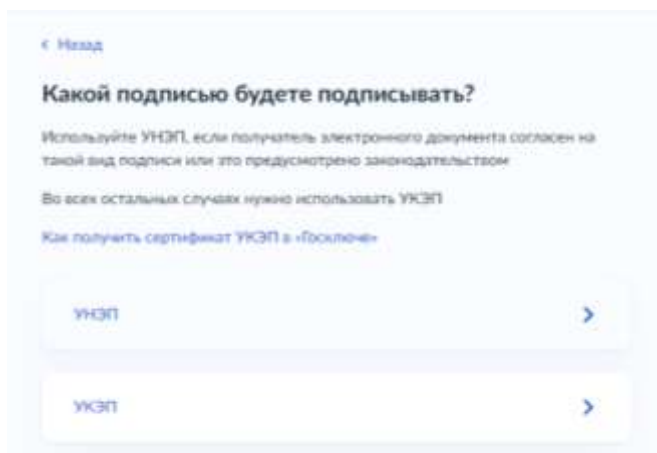 Назад
Какой подписью будете подписывать?
Используйте УНЭП, если получатель электронного документа согласен на
такой вид подписи или это предусмотрено законодательством
Во всех остальных случаях нужно использовать УКЭП
Как получить сертификат УКЭП в «Госключе»
УНЭП
УКЭП